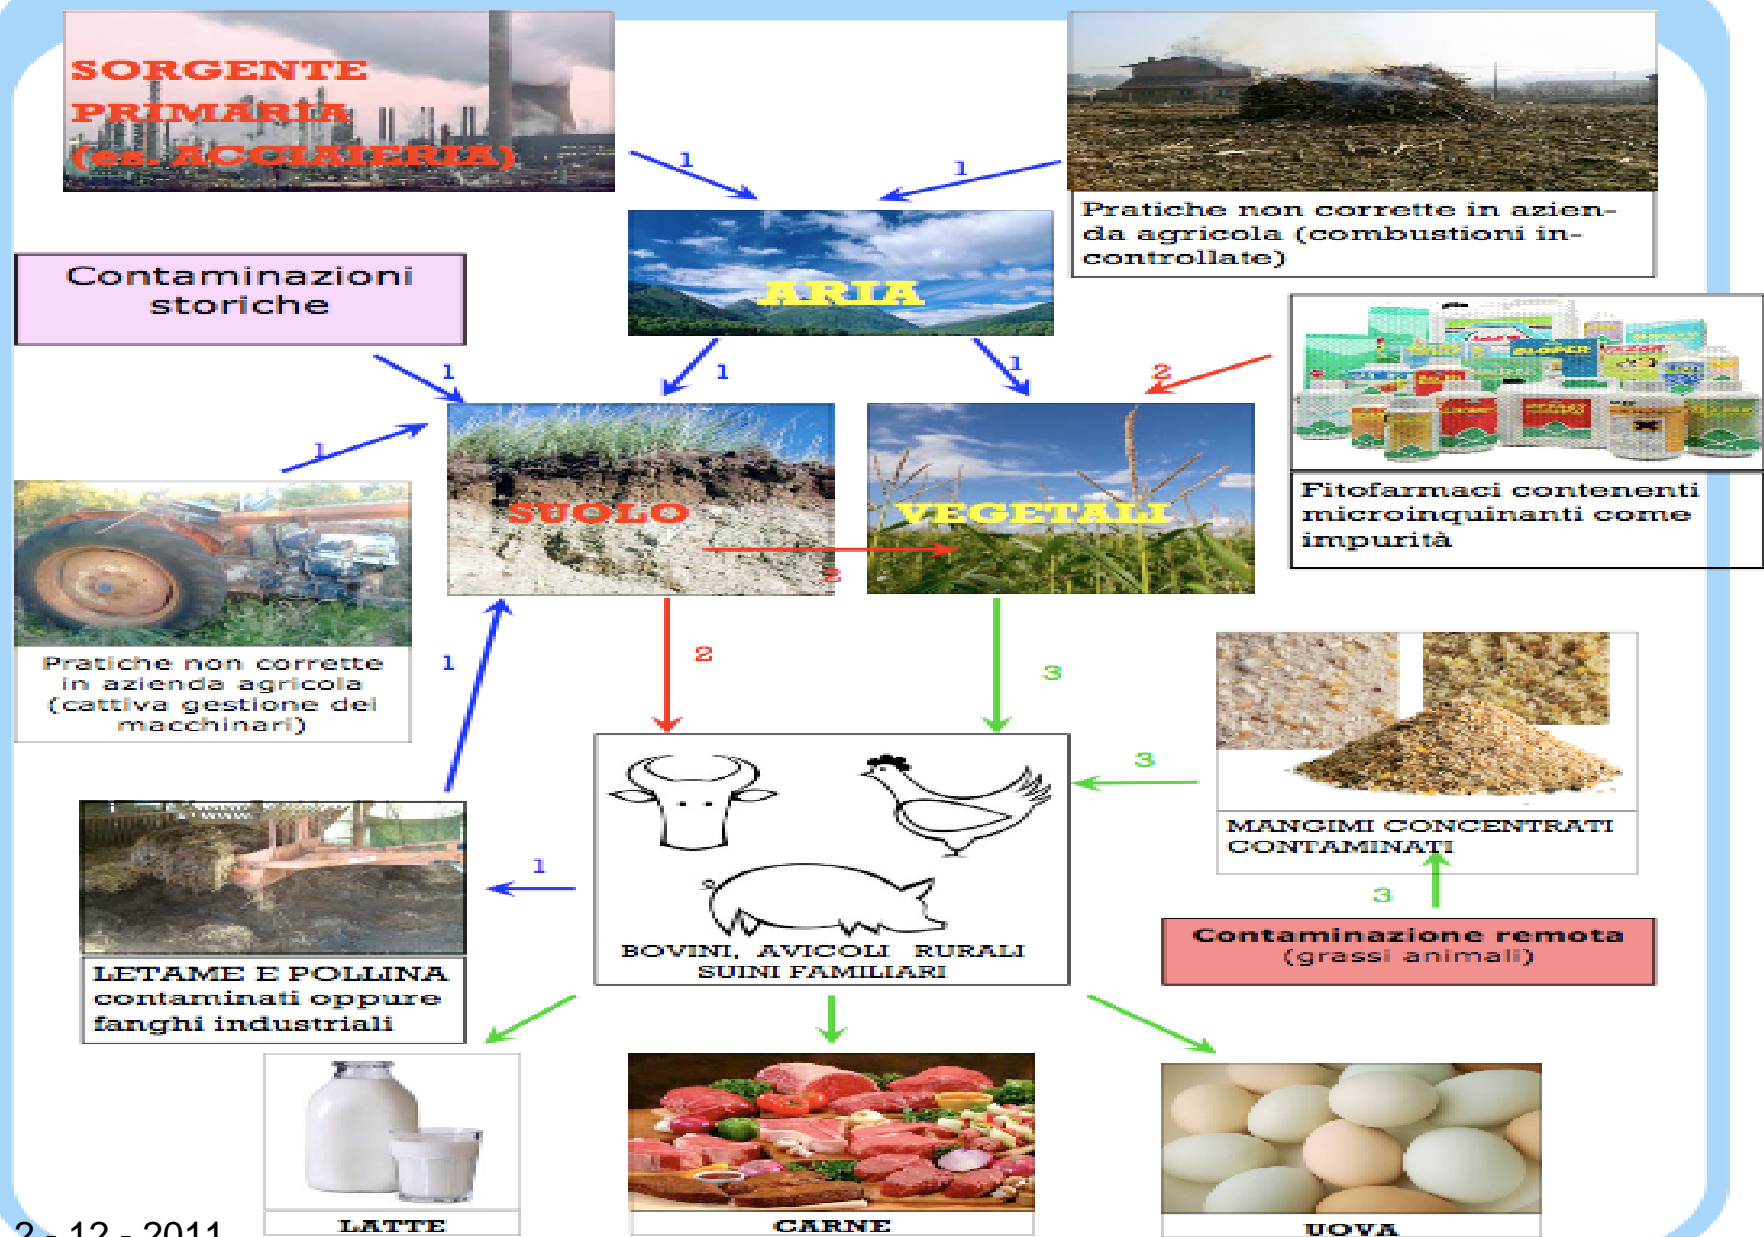 SORGENTE
PRIMARIA
(es. ACCIAIERIA)
1
1
Pratiche non corrette in azien-
da agricola (combustioni in-
controllate)
ARIA
Contaminazioni
storiche
1
1
1
2
1
SUOLO
VEGETALI
2
Fitofarmaci contenenti
microinquinanti come
impurità
Pratiche non corrette
in azienda agricola
(cattiva gestione dei
macchinari)
1
2
3
3
MANGIMI CONCENTRATI
CONTAMINATI
3
Contaminazione remota
(grassi animali)
1
BOVINI, AVICOLI RURALI
SUINI FAMILIARI
LETAME E POLLINA
contaminati oppure
fanghi industriali
LATTE
CARNE
UOVA
2 - 12 - 2011